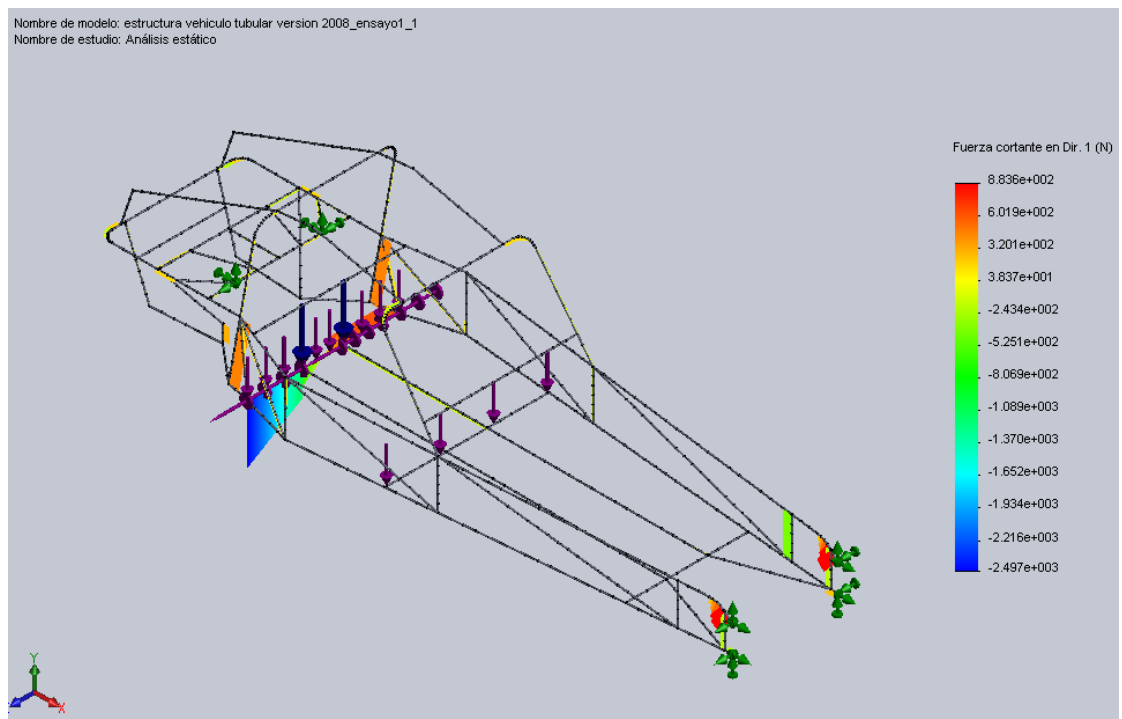 Nombre de modelo: estructura vehiculo tubular version 2008_ensayo1_1
Nombre de estudio: Análisis estático
Fuerza cortante en Dir. 1 (N)
8.836e+002
6.019e+002
3.201e+002
3.837e+001
-2.434e+002
-5.251e+002
-8.069e+002
-1.089e+003
-1.370e+003
-1.652e+003
-1.934e+003
-2.216e+003
-2.497e+003
Y
X